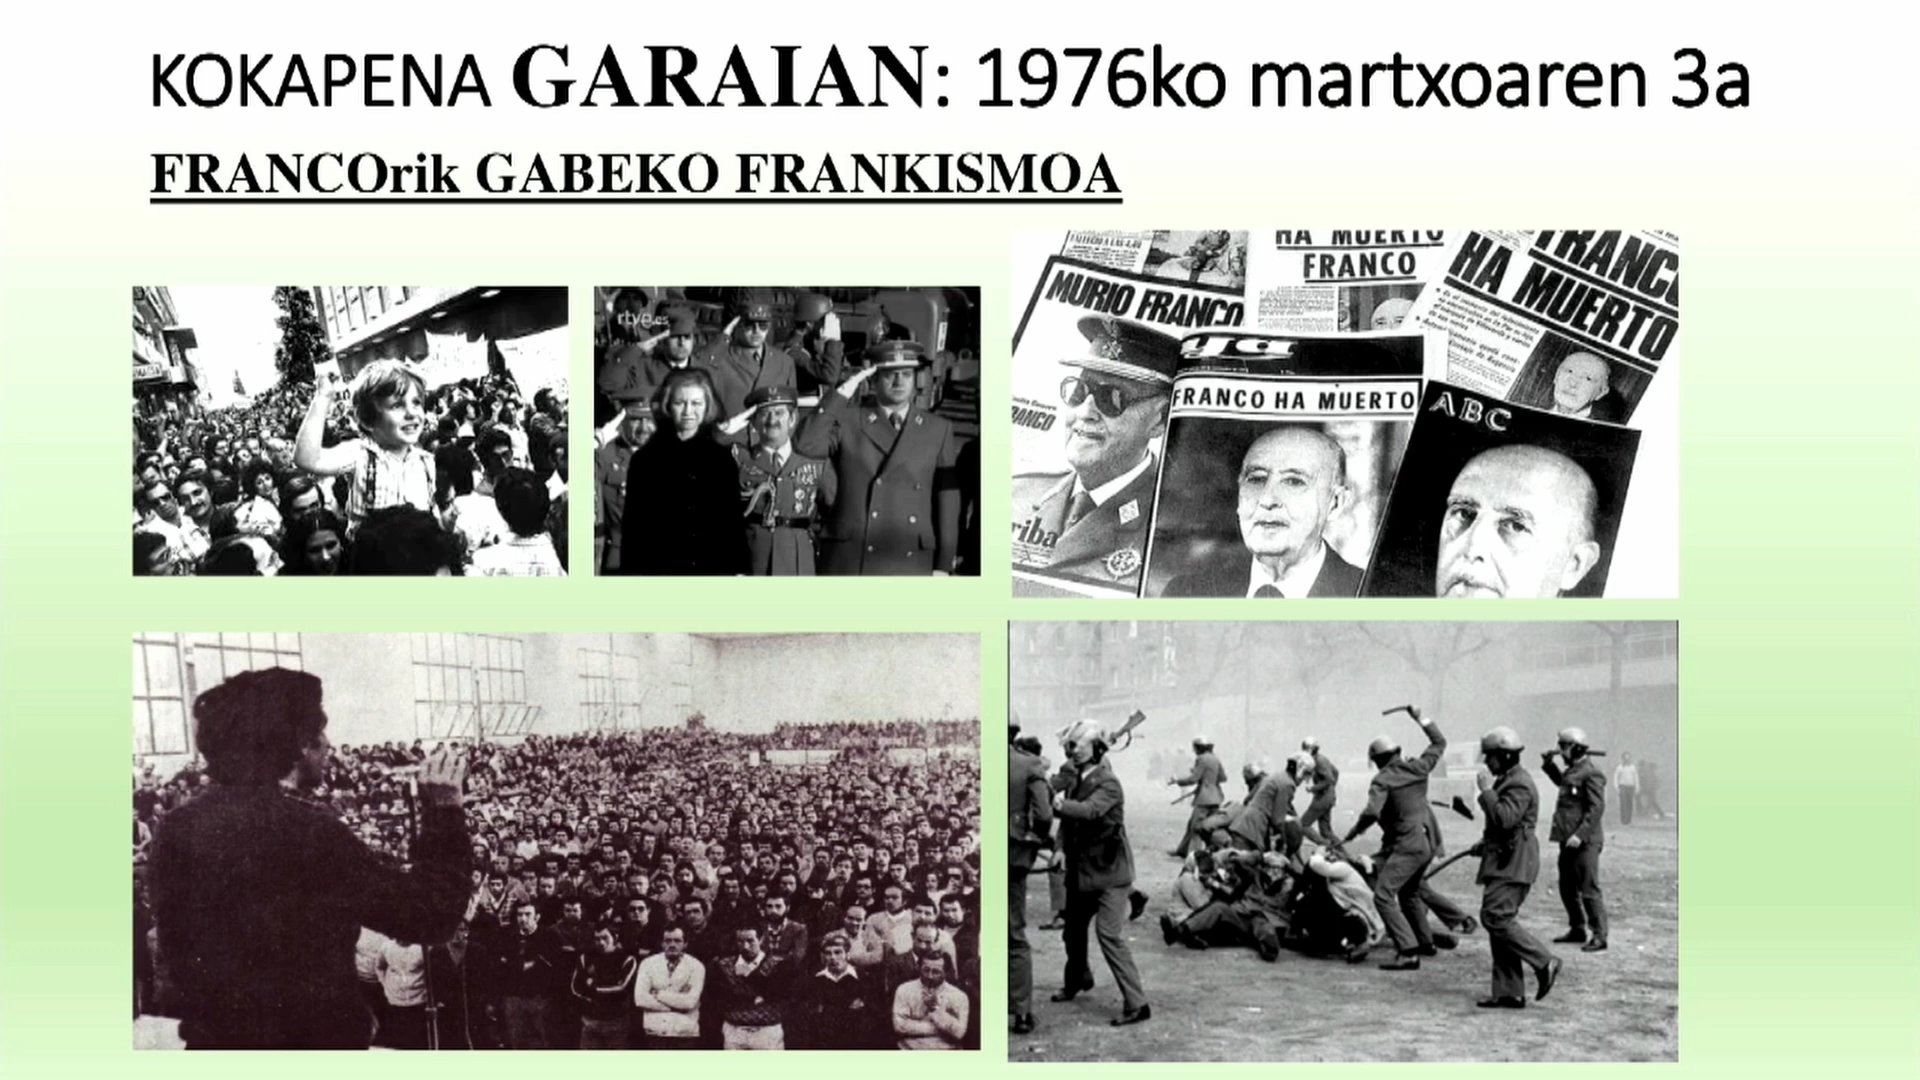 KOKAPENA GARAIAN: 1976ko martxoaren 3a
FRANCOrik GABEKO FRANKISMOA
rtve.es
HA MUERTO
FRANCO
FRANCO
HA MUERTO
MURIO FRANCO
ya
FRANCO HA MUERTO
ABC